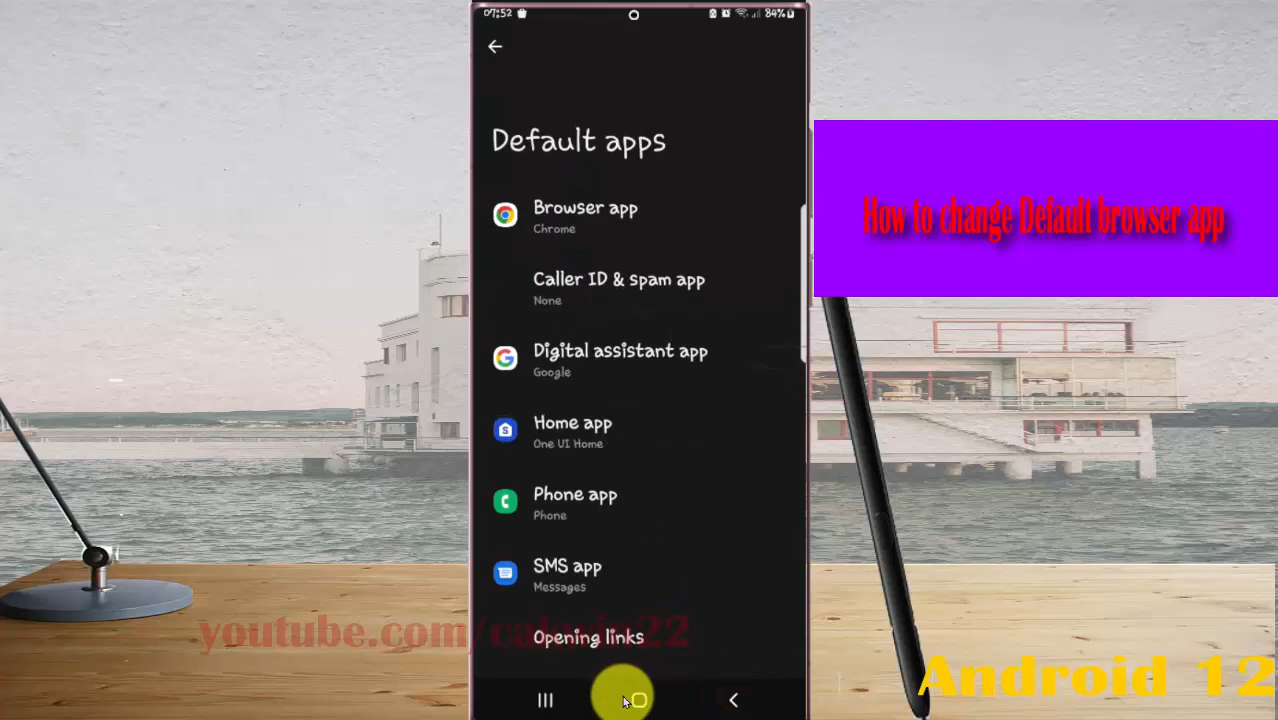 07:52
84%
Default apps
Browser app
Chrome
Caller ID & spam app
None
Digital assistant app
Google
Home app
One UI Home
Phone app
Phone
SMS app
Messages
Opening links
How to change Default browser app
youtube.com/
Android 12